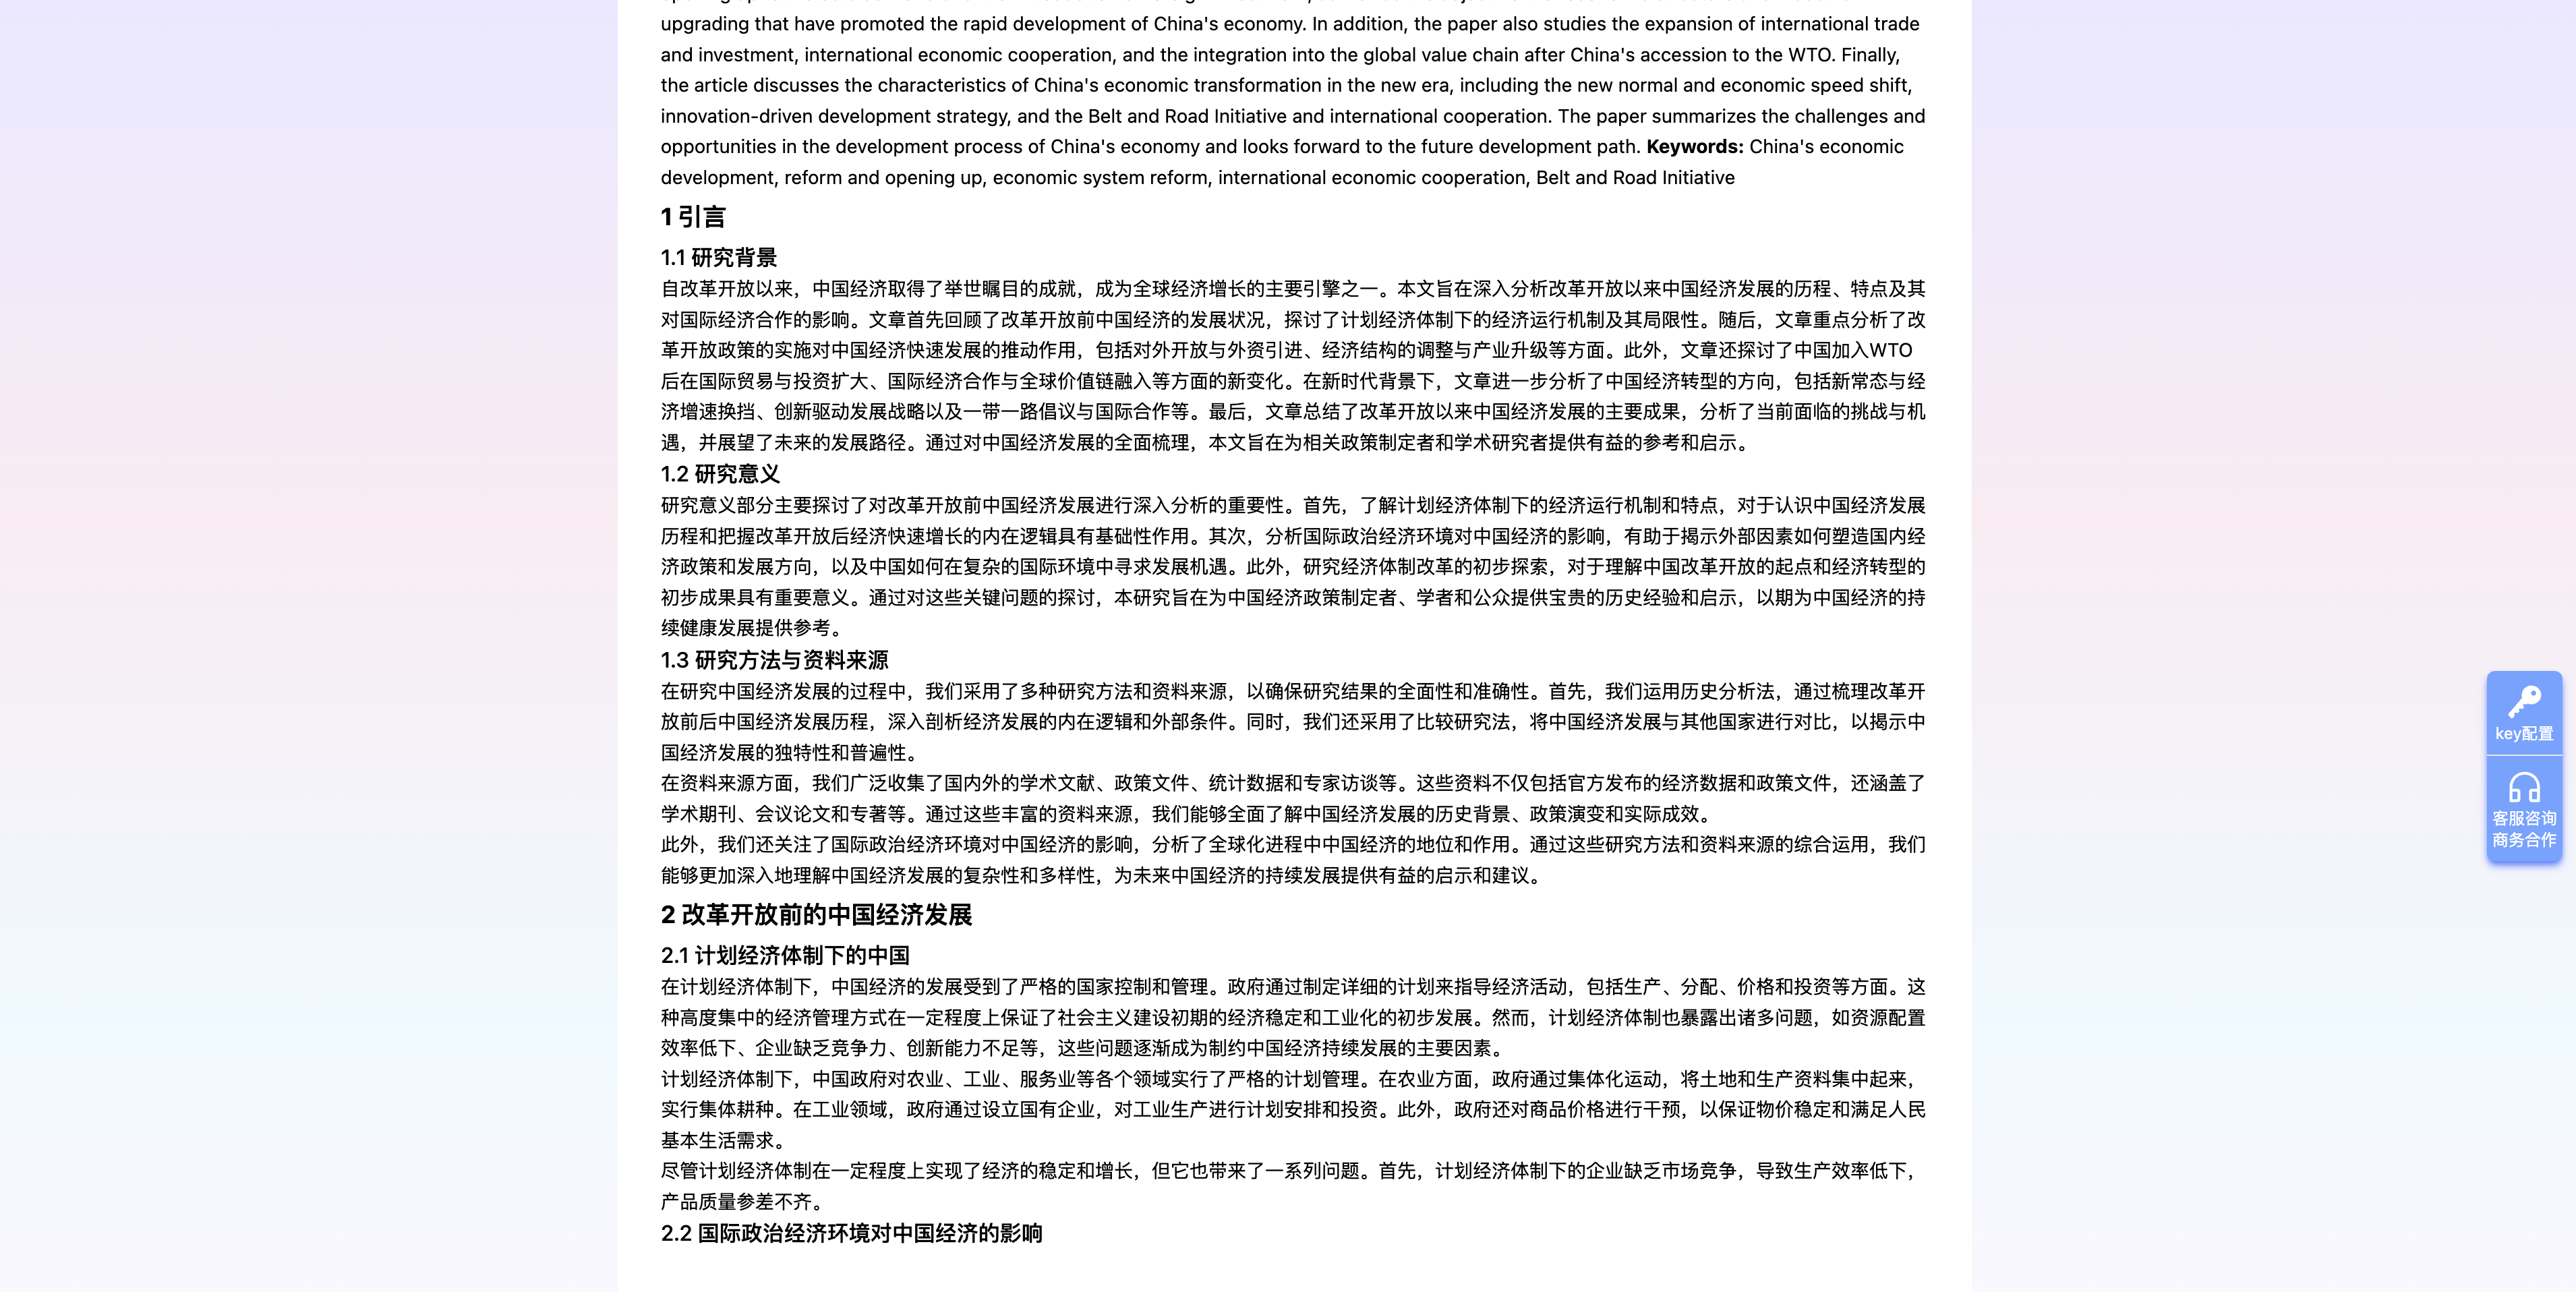 upgrading that have promoted the rapid development of China's economy. In addition, the paper also studies the expansion of international trade
and investment, international economic cooperation, and the integration into the global value chain after China's accession to the WTO. Finally,
the article discusses the characteristics of China's economic transformation in the new era, including the new normal and economic speed shift,
innovation-driven development strategy, and the Belt and Road Initiative and international cooperation. The paper summarizes the challenges and
opportunities in the development process of China's economy and looks forward to the future development path. Keywords: China's economic
development, reform and opening up, economic system reform, international economic cooperation, Belt and Road Initiative
1 引言
1.1 研究背景
自改革开放以来，中国经济取得了举世瞩目的成就，成为全球经济增长的主要引擎之一。本文旨在深入分析改革开放以来中国经济发展的历程、特点及其
对国际经济合作的影响。文章首先回顾了改革开放前中国经济的发展状况，探讨了计划经济体制下的经济运行机制及其局限性。随后，文章重点分析了改
革开放政策的实施对中国经济快速发展的推动作用，包括对外开放与外资引进、经济结构的调整与产业升级等方面。此外，文章还探讨了中国加入WTO
后在国际贸易与投资扩大、国际经济合作与全球价值链融入等方面的新变化。在新时代背景下，文章进一步分析了中国经济转型的方向，包括新常态与经
济增速换挡、创新驱动发展战略以及一带一路倡议与国际合作等。最后，文章总结了改革开放以来中国经济发展的主要成果，分析了当前面临的挑战与机
遇，并展望了未来的发展路径。通过对中国经济发展的全面梳理，本文旨在为相关政策制定者和学术研究者提供有益的参考和启示。
1.2 研究意义
研究意义部分主要探讨了对改革开放前中国经济发展进行深入分析的重要性。首先，了解计划经济体制下的经济运行机制和特点，对于认识中国经济发展
历程和把握改革开放后经济快速增长的内在逻辑具有基础性作用。其次，分析国际政治经济环境对中国经济的影响，有助于揭示外部因素如何塑造国内经
济政策和发展方向，以及中国如何在复杂的国际环境中寻求发展机遇。此外，研究经济体制改革的初步探索，对于理解中国改革开放的起点和经济转型的
初步成果具有重要意义。通过对这些关键问题的探讨，本研究旨在为中国经济政策制定者、学者和公众提供宝贵的历史经验和启示，以期为中国经济的持
续健康发展提供参考。
1.3 研究方法与资料来源
在研究中国经济发展的过程中，我们采用了多种研究方法和资料来源，以确保研究结果的全面性和准确性。首先，我们运用历史分析法，通过梳理改革开
放前后中国经济发展历程，深入剖析经济发展的内在逻辑和外部条件。同时，我们还采用了比较研究法，将中国经济发展与其他国家进行对比，以揭示中
国经济发展的独特性和普遍性。
在资料来源方面，我们广泛收集了国内外的学术文献、政策文件、统计数据和专家访谈等。这些资料不仅包括官方发布的经济数据和政策文件，还涵盖了
学术期刊、会议论文和专著等。通过这些丰富的资料来源，我们能够全面了解中国经济发展的历史背景、政策演变和实际成效。
此外，我们还关注了国际政治经济环境对中国经济的影响，分析了全球化进程中中国经济的地位和作用。通过这些研究方法和资料来源的综合运用，我们
能够更加深入地理解中国经济发展的复杂性和多样性，为未来中国经济的持续发展提供有益的启示和建议。
2 改革开放前的中国经济发展
2.1 计划经济体制下的中国
在计划经济体制下，中国经济的发展受到了严格的国家控制和管理。政府通过制定详细的计划来指导经济活动，包括生产、分配、价格和投资等方面。这
种高度集中的经济管理方式在一定程度上保证了社会主义建设初期的经济稳定和工业化的初步发展。然而，计划经济体制也暴露出诸多问题，如资源配置
效率低下、企业缺乏竞争力、创新能力不足等，这些问题逐渐成为制约中国经济持续发展的主要因素。
计划经济体制下，中国政府对农业、工业、服务业等各个领域实行了严格的计划管理。在农业方面，政府通过集体化运动，将土地和生产资料集中起来，
实行集体耕种。在工业领域，政府通过设立国有企业，对工业生产进行计划安排和投资。此外，政府还对商品价格进行干预，以保证物价稳定和满足人民
基本生活需求。
尽管计划经济体制在一定程度上实现了经济的稳定和增长，但它也带来了一系列问题。首先，计划经济体制下的企业缺乏市场竞争，导致生产效率低下，
产品质量参差不齐。
2.2 国际政治经济环境对中国经济的影响
key配置
客服咨询
商务合作